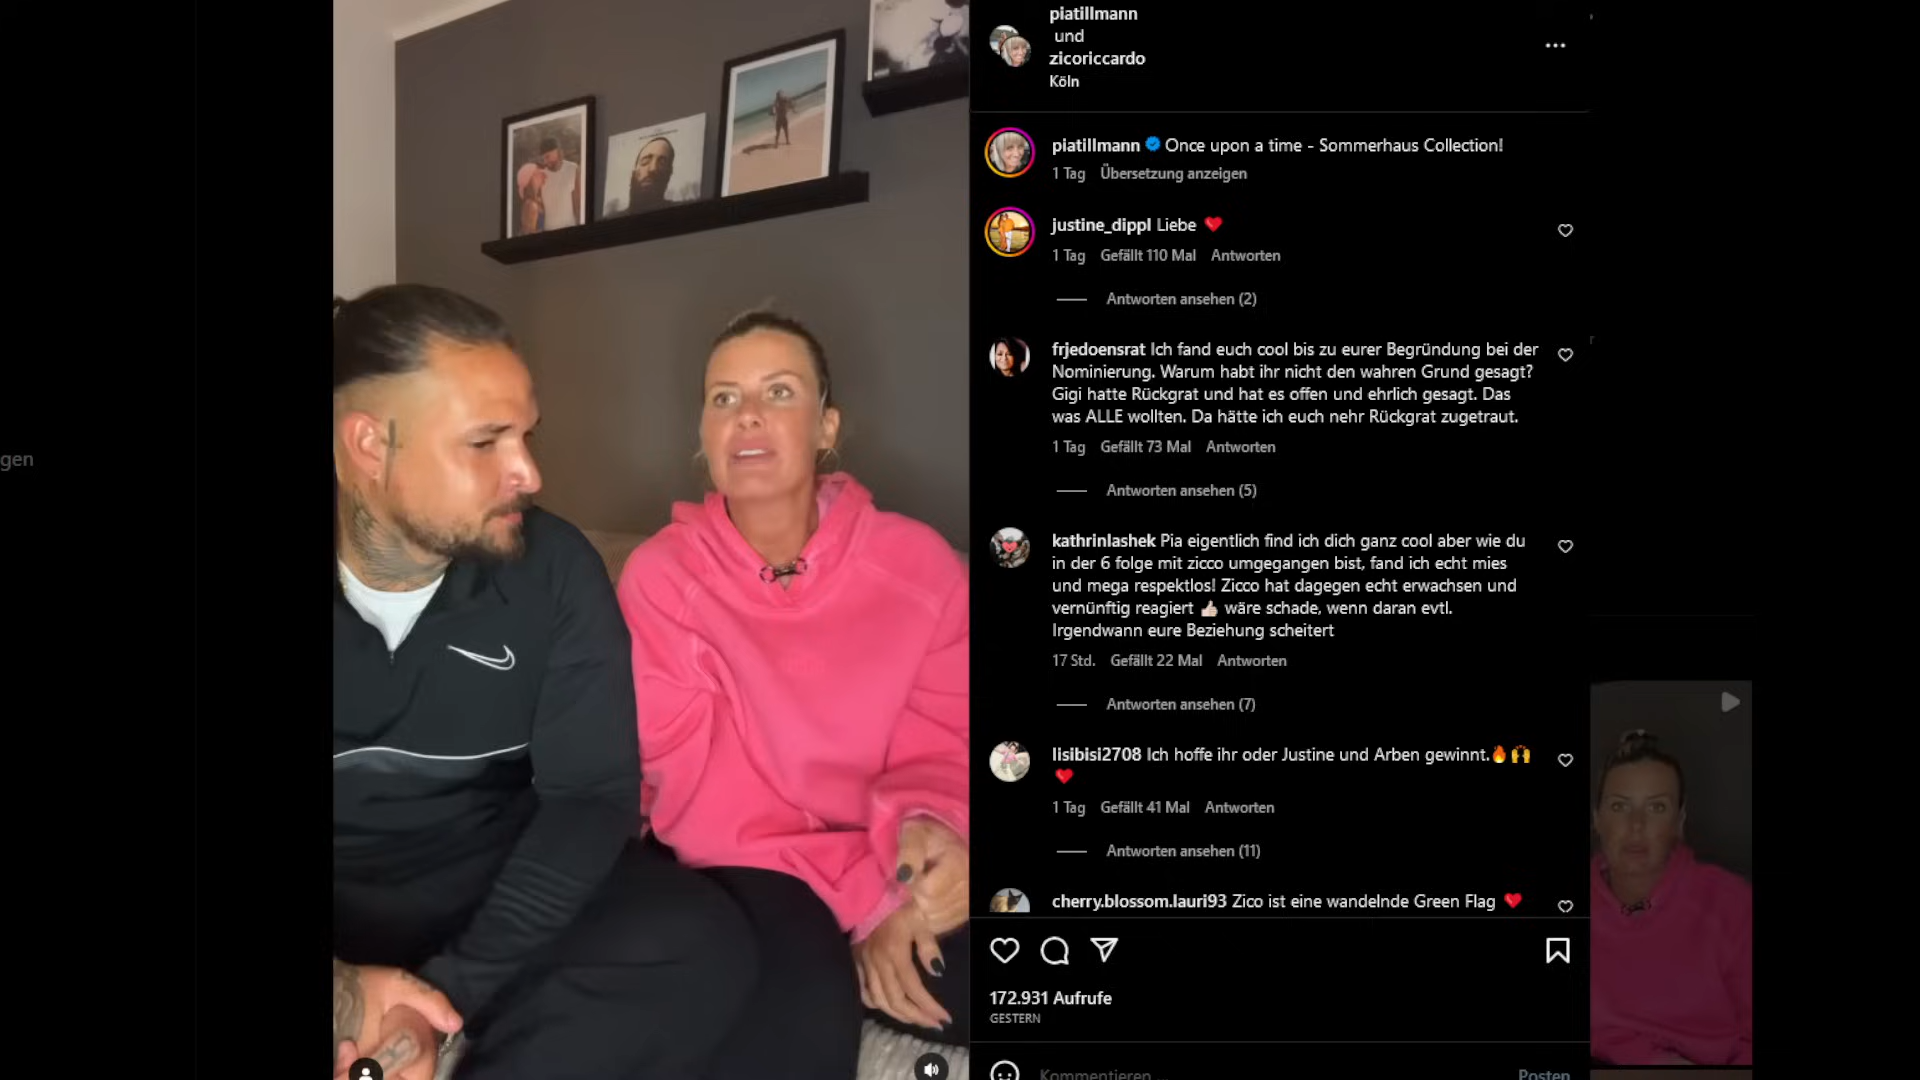 piatillmann
und
zicoriccardo
Köln
piatillmann Once upon a time - Sommerhaus Collection!
1 Tag Übersetzung anzeigen
justine_dippl Liebe ❤️
1 Tag Gefällt 110 Mal Antworten
Antworten ansehen (2)
frjedoensrat Ich fand euch cool bis zu eurer Begründung bei der
Nominierung. Warum habt ihr nicht den wahren Grund gesagt?
Gigi hatte Rückgrat und hat es offen und ehrlich gesagt. Das
was ALLE wollten. Da hätte ich euch nehr Rückgrat zugetraut.
1 Tag Gefällt 73 Mal Antworten
Antworten ansehen (5)
gen
kathrinlashek Pia eigentlich find ich dich ganz cool aber wie du
in der 6 folge mit zicco umgegangen bist, fand ich echt mies
und mega respektlos! Zicco hat dagegen echt erwachsen und
vernünftig reagiert 👍🏻 wäre schade, wenn daran evtl.
Irgendwann eure Beziehung scheitert
17 Std. Gefällt 22 Mal Antworten
Antworten ansehen (7)
lisibisi2708 Ich hoffe ihr oder Justine und Arben gewinnt.🔥🙌
❤️
1 Tag Gefällt 41 Mal Antworten
Antworten ansehen (11)
cherry.blossom.lauri93 Zico ist eine wandelnde Green Flag ❤️
172.931 Aufrufe
GESTERN
Kommentieren ...
Posten